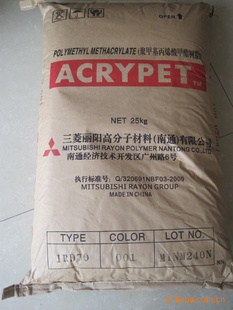 OPEN
POLYMETHYL METHACRYLATE (聚甲基丙烯酸甲酯树脂)
ACRYPET TM
NET 25kg
三菱丽阳高分子材料(南通)有限公司
MITSUBISHI RAYON POLYMER NANTONG CO.,LTD.
南通经济技术开发区广州路6号
执行标准号: Q/320691NBF03-2009
MITSUBISHI RAYON GROUP
MADE IN CHINA
TYPE COLOR LOT NO.
001